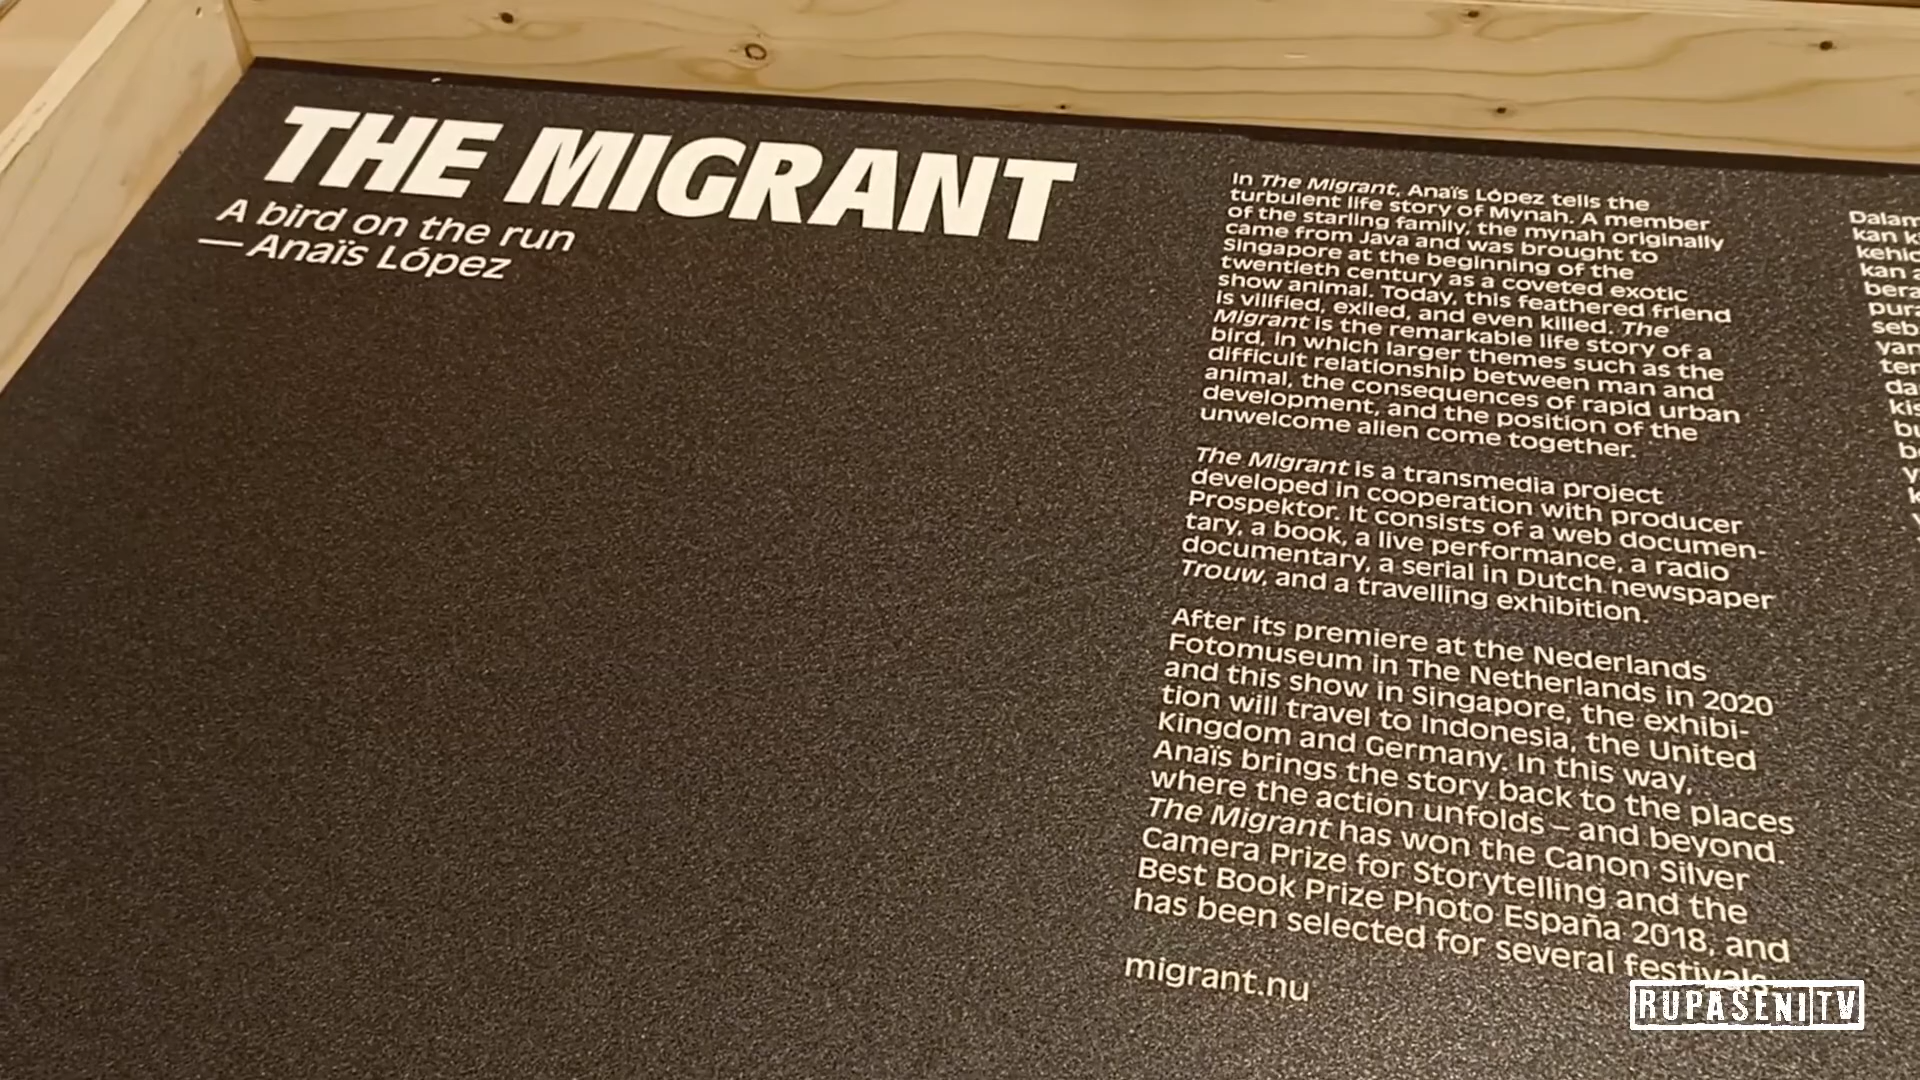 THE MIGRANT
A bird on the run
— Anaïs López
In The Migrant, Anaïs López tells the
turbulent life story of Mynah. A member
of the starling family, the mynah originally
came from Java and was brought to
Singapore at the beginning of the
twentieth century as a coveted exotic
show animal. Today, this feathered friend
is vilified, exiled, and even killed. The
Migrant is the remarkable life story of a
bird, in which larger themes such as the
difficult relationship between man and
animal, the consequences of rapid urban
development, and the position of the
unwelcome alien come together.
The Migrant is a transmedia project
developed in cooperation with producer
Prospektor. It consists of a web documen-
tary, a book, a live performance, a radio
documentary, a serial in Dutch newspaper
Trouw, and a travelling exhibition.
After its premiere at the Nederlands
Fotomuseum in The Netherlands in 2020
and this show in Singapore, the exhibi-
tion will travel to Indonesia, the United
Kingdom and Germany. In this way,
Anaïs brings the story back to the places
where the action unfolds – and beyond.
The Migrant has won the Canon Silver
Camera Prize for Storytelling and the
Best Book Prize Photo España 2018, and
has been selected for several festivals.
migrant.nu
Dalam
kan
kan
RUPASENI TV